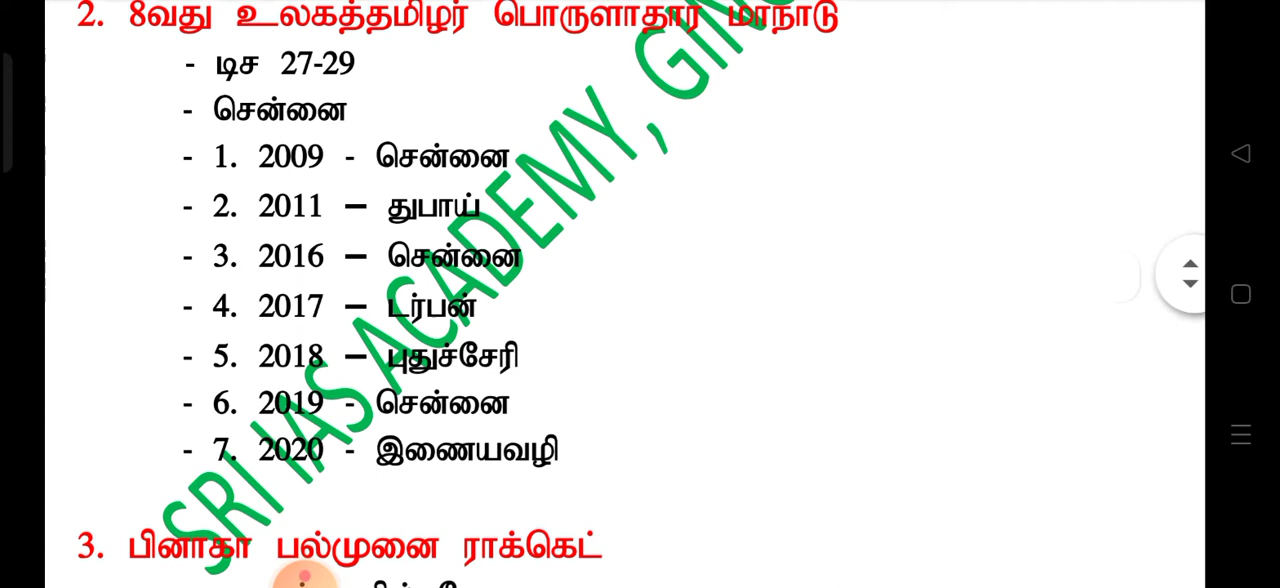 2. 8வது உலகத்தமிழர் பொருளாதார மாநாடு
- டிச 27-29
- சென்னை
- 1. 2009 - சென்னை
- 2. 2011 – துபாய்
- 3. 2016 – சென்னை
- 4. 2017 – டர்பன்
- 5. 2018 – புதுச்சேரி
- 6. 2019 - சென்னை
- 7. 2020 - இணையவழி
3. பினாகா பல்முனை ராக்கெட்
SRI IAS ACADEMY,